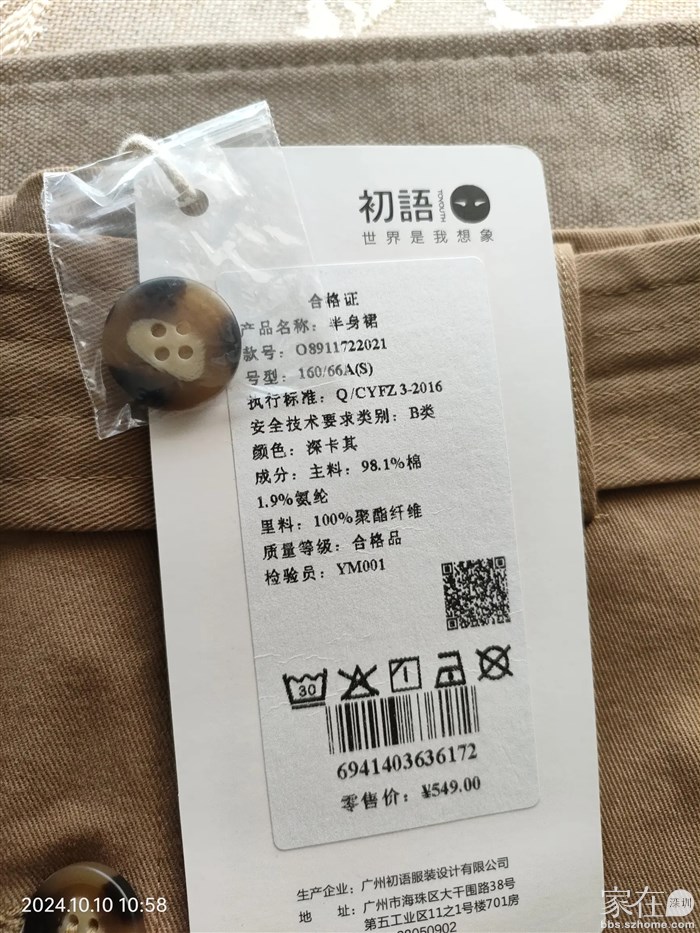 初語
世界是我想象
合格证
产品名称：半身裙
款号：O8911722021
号型：160/66A(S)
执行标准：Q/CYFZ 3-2016
安全技术要求类别：B类
颜色：深卡其
成分：主料：98.1%棉
1.9%氨纶
里料：100%聚酯纤维
质量等级：合格品
检验员：YM001
30
6941403636172
零售价：¥549.00
生产企业：广州初语服装设计有限公司
地　址：广州市海珠区大干围路38号
第五工业区11之1号楼701房
2024.10.10 10:58
家在 深圳
bbs.szhome.com